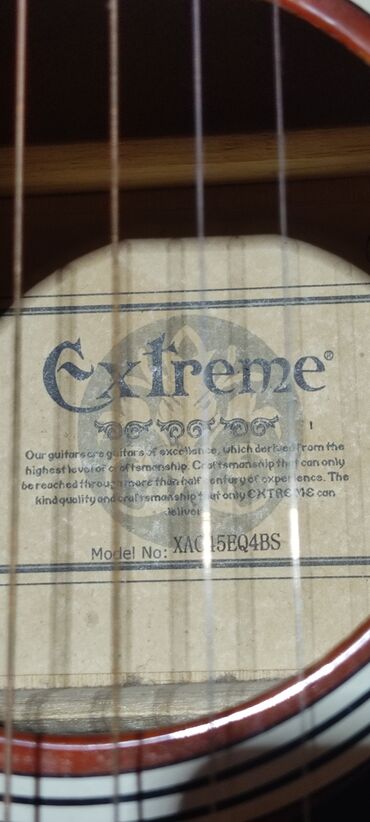 Extreme®
Our guitars are guitars of excellence, which derived from the
highest level of craftsmanship. Craftsmanship that can only
be reached through more than half century of experience. The
kind quality and craftsmanship that only EXTREME can
deliver.
Model No: 15EQ4BS